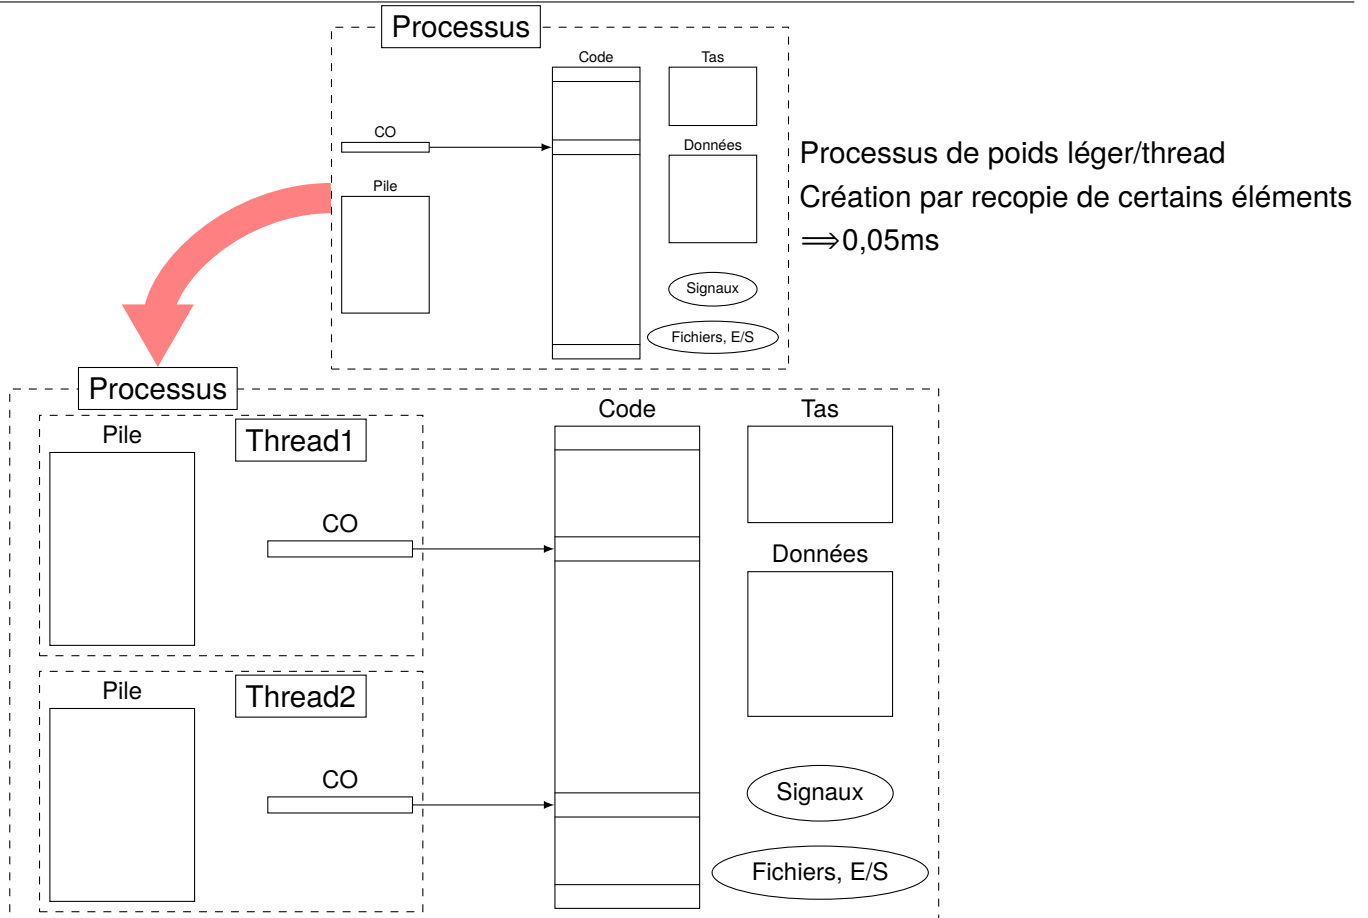 Processus
Code
Tas
CO
Données
Pile
Signaux
Fichiers, E/S
Processus de poids léger/thread
Création par recopie de certains éléments
⟹0,05ms
Processus
Code
Tas
Pile
Thread1
CO
Données
Pile
Thread2
CO
Signaux
Fichiers, E/S